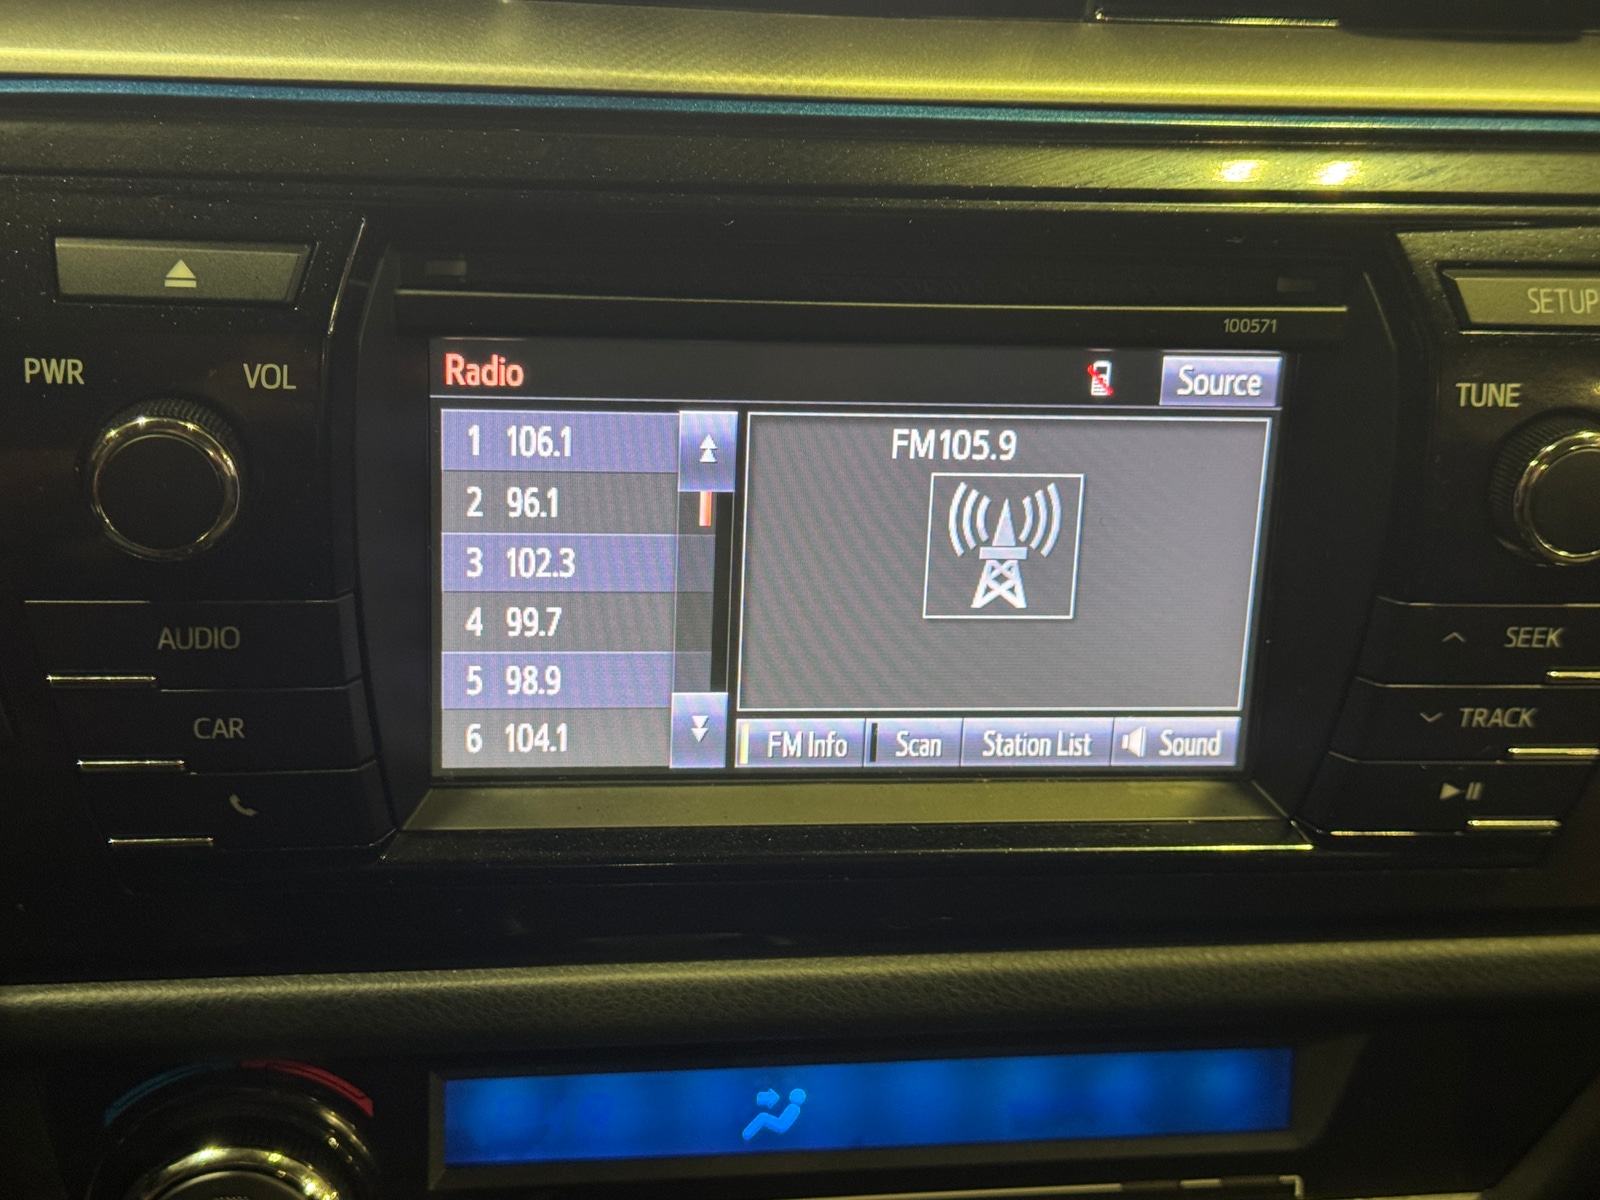 PWR
VOL
AUDIO
CAR
100571
Radio
Source
1 106.1
2 96.1
3 102.3
4 99.7
5 98.9
6 104.1
FM105.9
FM Info
Scan
Station List
Sound
SETUP
TUNE
SEEK
TRACK